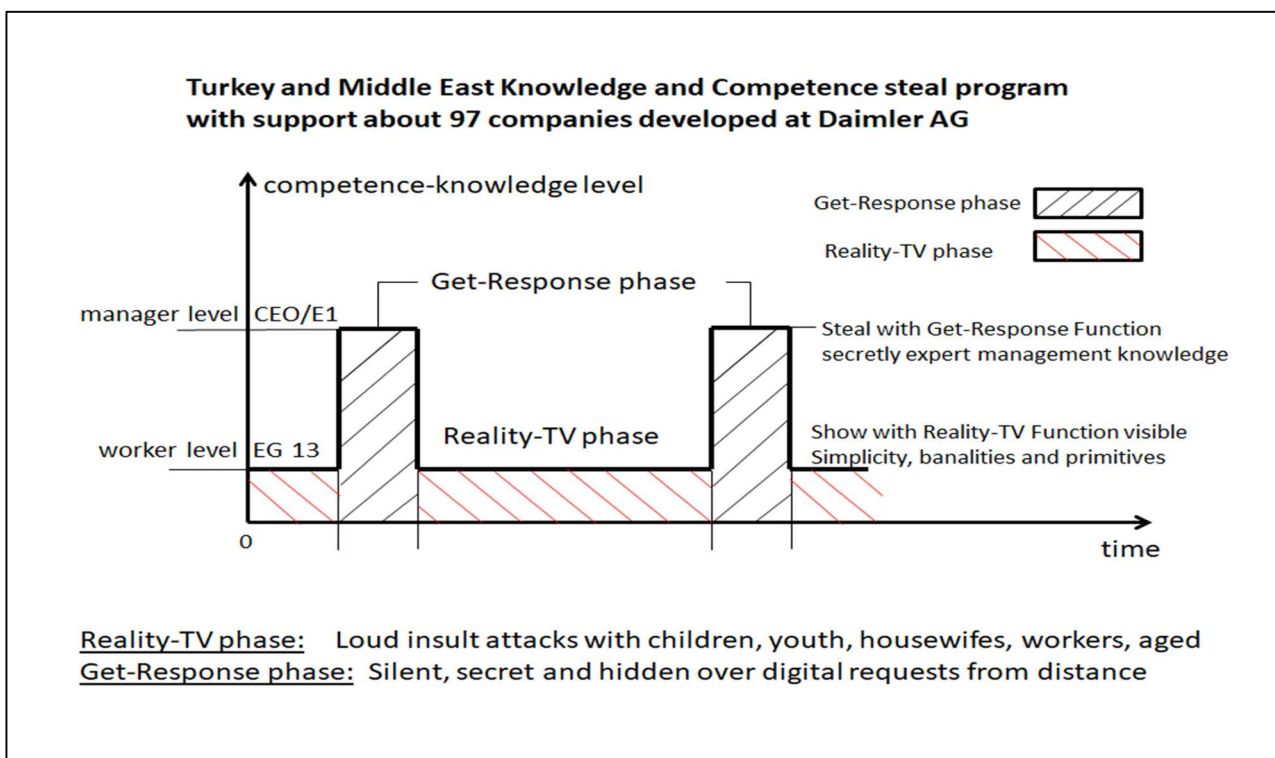 Turkey and Middle East Knowledge and Competence steal program
with support about 97 companies developed at Daimler AG
competence-knowledge level
Get-Response phase
Reality-TV phase
Get-Response phase
manager level CEO/E1
Steal with Get-Response Function
secretly expert management knowledge
Reality-TV phase
worker level EG 13
Show with Reality-TV Function visible
Simplicity, banalities and primitives
0
time
Reality-TV phase: Loud insult attacks with children, youth, housewifes, workers, aged
Get-Response phase: Silent, secret and hidden over digital requests from distance